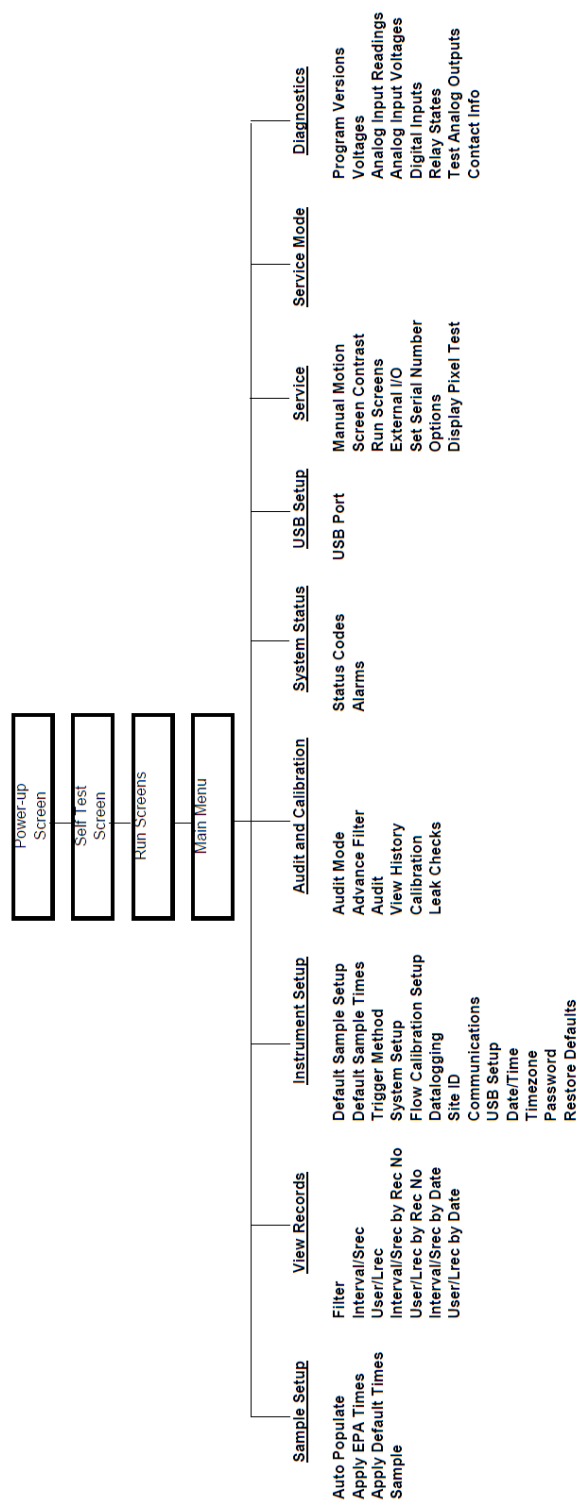 Power-up
Screen
Self Test
Screen
Run Screens
Main Menu
Sample Setup
Auto Populate
Apply EPA Times
Apply Default Times
Sample
View Records
Filter
Interval/Srec
User/Lrec
Interval/Srec by Rec No
User/Lrec by Rec No
Interval/Srec by Date
User/Lrec by Date
Instrument Setup
Default Sample Setup
Default Sample Times
Trigger Method
System Setup
Flow Calibration Setup
Datalogging
Site ID
Communications
USB Setup
Date/Time
Timezone
Password
Restore Defaults
Audit and Calibration
Audit Mode
Advance Filter
Audit
View History
Calibration
Leak Checks
System Status
Status Codes
Alarms
USB Setup
USB Port
Service
Manual Motion
Screen Contrast
Run Screens
External I/O
Set Serial Number
Options
Display Pixel Test
Service Mode
Diagnostics
Program Versions
Voltages
Analog Input Readings
Analog Input Voltages
Digital Inputs
Relay States
Test Analog Outputs
Contact Info